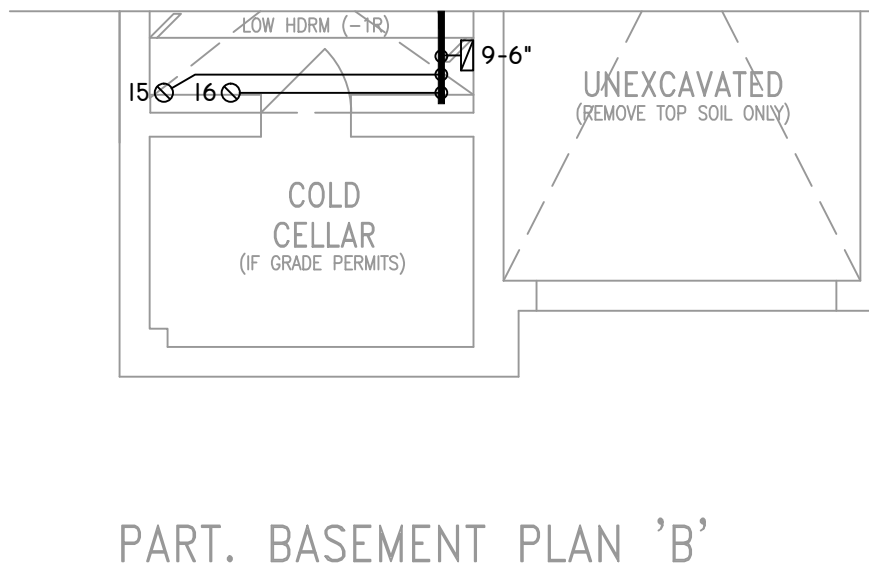 LOW HDRM (-1R)
9-6"
15
16
UNEXCAVATED
(REMOVE TOP SOIL ONLY)
COLD
CELLAR
(IF GRADE PERMITS)
PART. BASEMENT PLAN 'B'